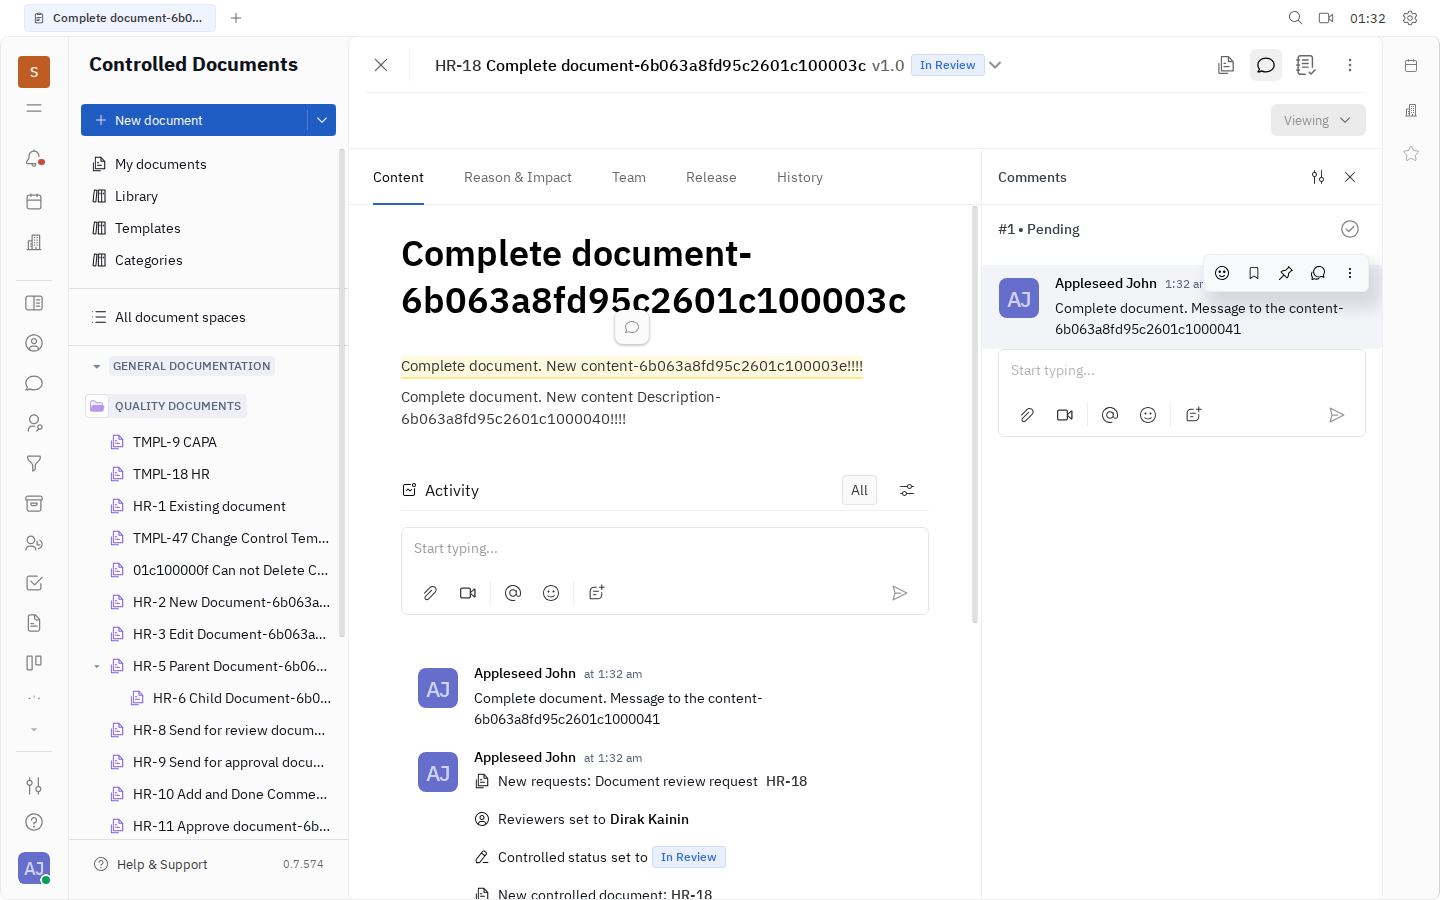 Complete document-6b0...
01:32
S
Controlled Documents
New document
My documents
Library
Templates
Categories
All document spaces
GENERAL DOCUMENTATION
QUALITY DOCUMENTS
TMPL-9 CAPA
TMPL-18 HR
HR-1 Existing document
TMPL-47 Change Control Tem...
01c100000f Can not Delete C...
HR-2 New Document-6b063a...
HR-3 Edit Document-6b063a...
HR-5 Parent Document-6b06...
HR-6 Child Document-6b0...
HR-8 Send for review docum...
HR-9 Send for approval docu...
HR-10 Add and Done Comme...
HR-11 Approve document-6b...
Help & Support
0.7.574
AJ
HR-18 Complete document-6b063a8fd95c2601c100003c v1.0 In Review
Viewing
Content
Reason & Impact
Team
Release
History
Complete document-
6b063a8fd95c2601c100003c
Complete document. New content-6b063a8fd95c2601c100003e!!!!
Complete document. New content Description-
6b063a8fd95c2601c1000040!!!!
Activity
All
Start typing...
AJ
Appleseed John at 1:32 am
Complete document. Message to the content-
6b063a8fd95c2601c1000041
AJ
Appleseed John at 1:32 am
New requests: Document review request HR-18
Reviewers set to Dirak Kainin
Controlled status set to In Review
New controlled document: HR-18
Comments
#1 • Pending
AJ
Appleseed John 1:32 am
Complete document. Message to the content-
6b063a8fd95c2601c1000041
Start typing...